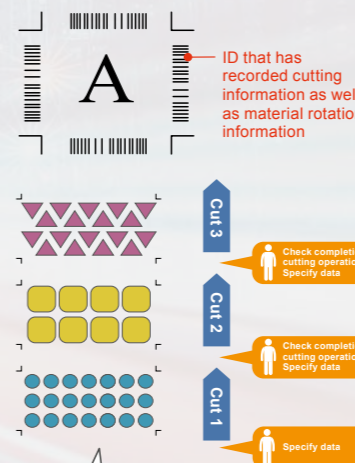 A
ID that has
recorded cutting
information as wel
as material rotatio
information
Cut 3
Check completi
cutting operatio
Specify data
Cut 2
Check completi
cutting operatio
Specify data
Cut 1
Specify data